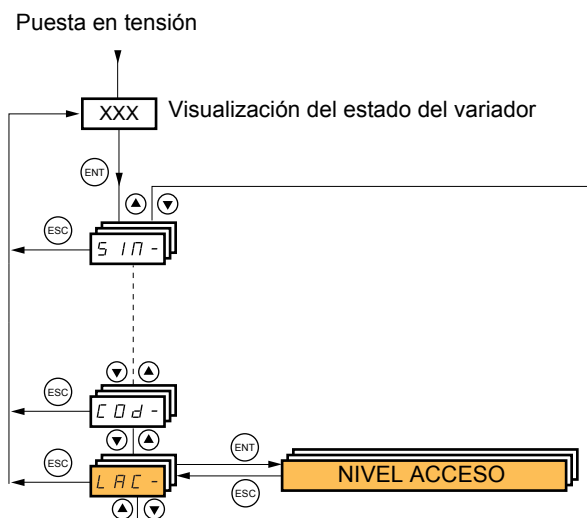 Puesta en tensión
XXX
Visualización del estado del variador
ENT
ESC
SIM-
ESC
COd-
ENT
ESC
LAC-
NIVEL ACCESO
ESC